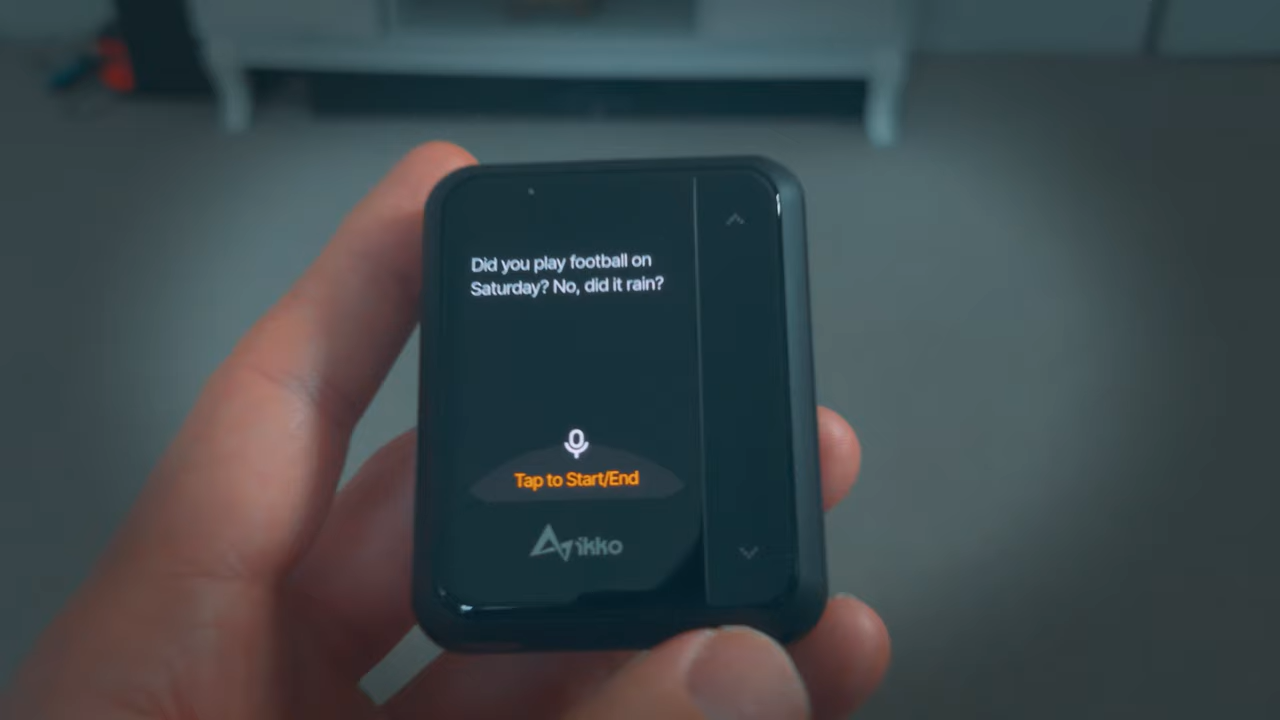 Did you play football on
Saturday? No, did it rain?
Tap to Start/End
Aikko